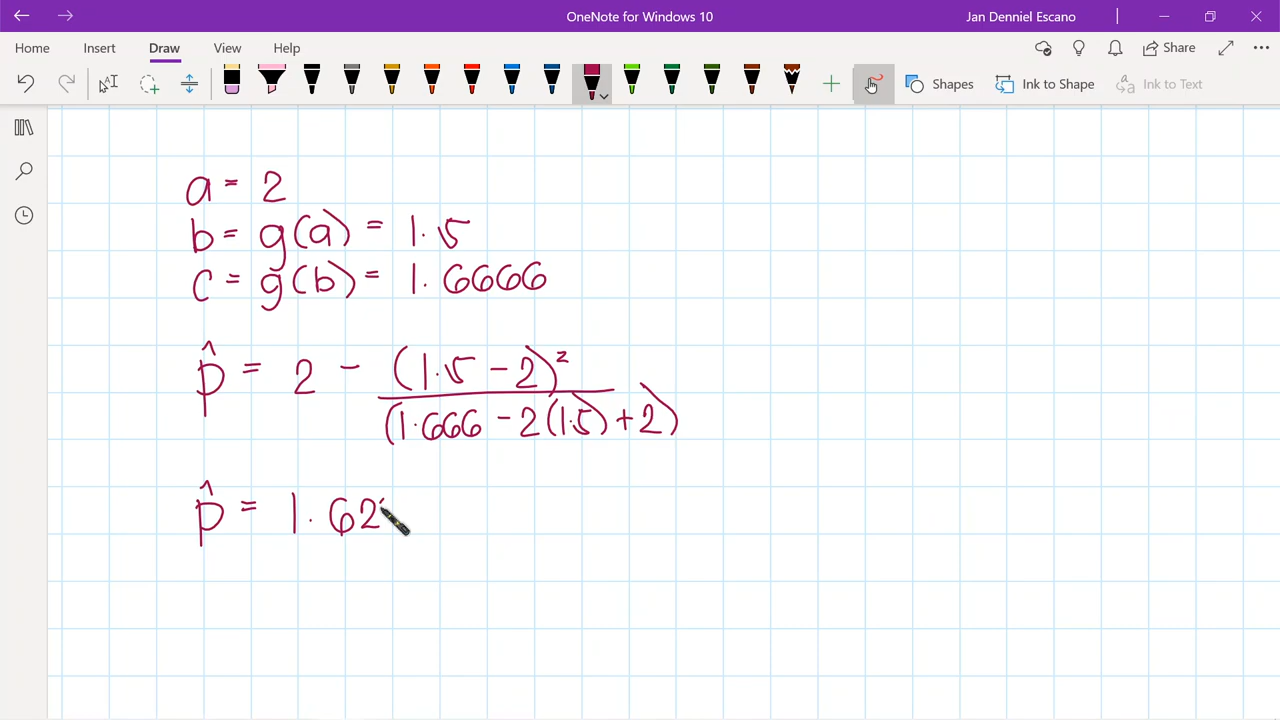 OneNote for Windows 10
Jan Denniel Escano
Home Insert Draw View Help
Share
Shapes
Ink to Shape
Ink to Text
a = 2
b = g(a) = 1.5
c = g(b) = 1.6666
p̂ = 2 - (1.5 - 2)²
(1.666 - 2(1.5) + 2)
p̂ = 1.62